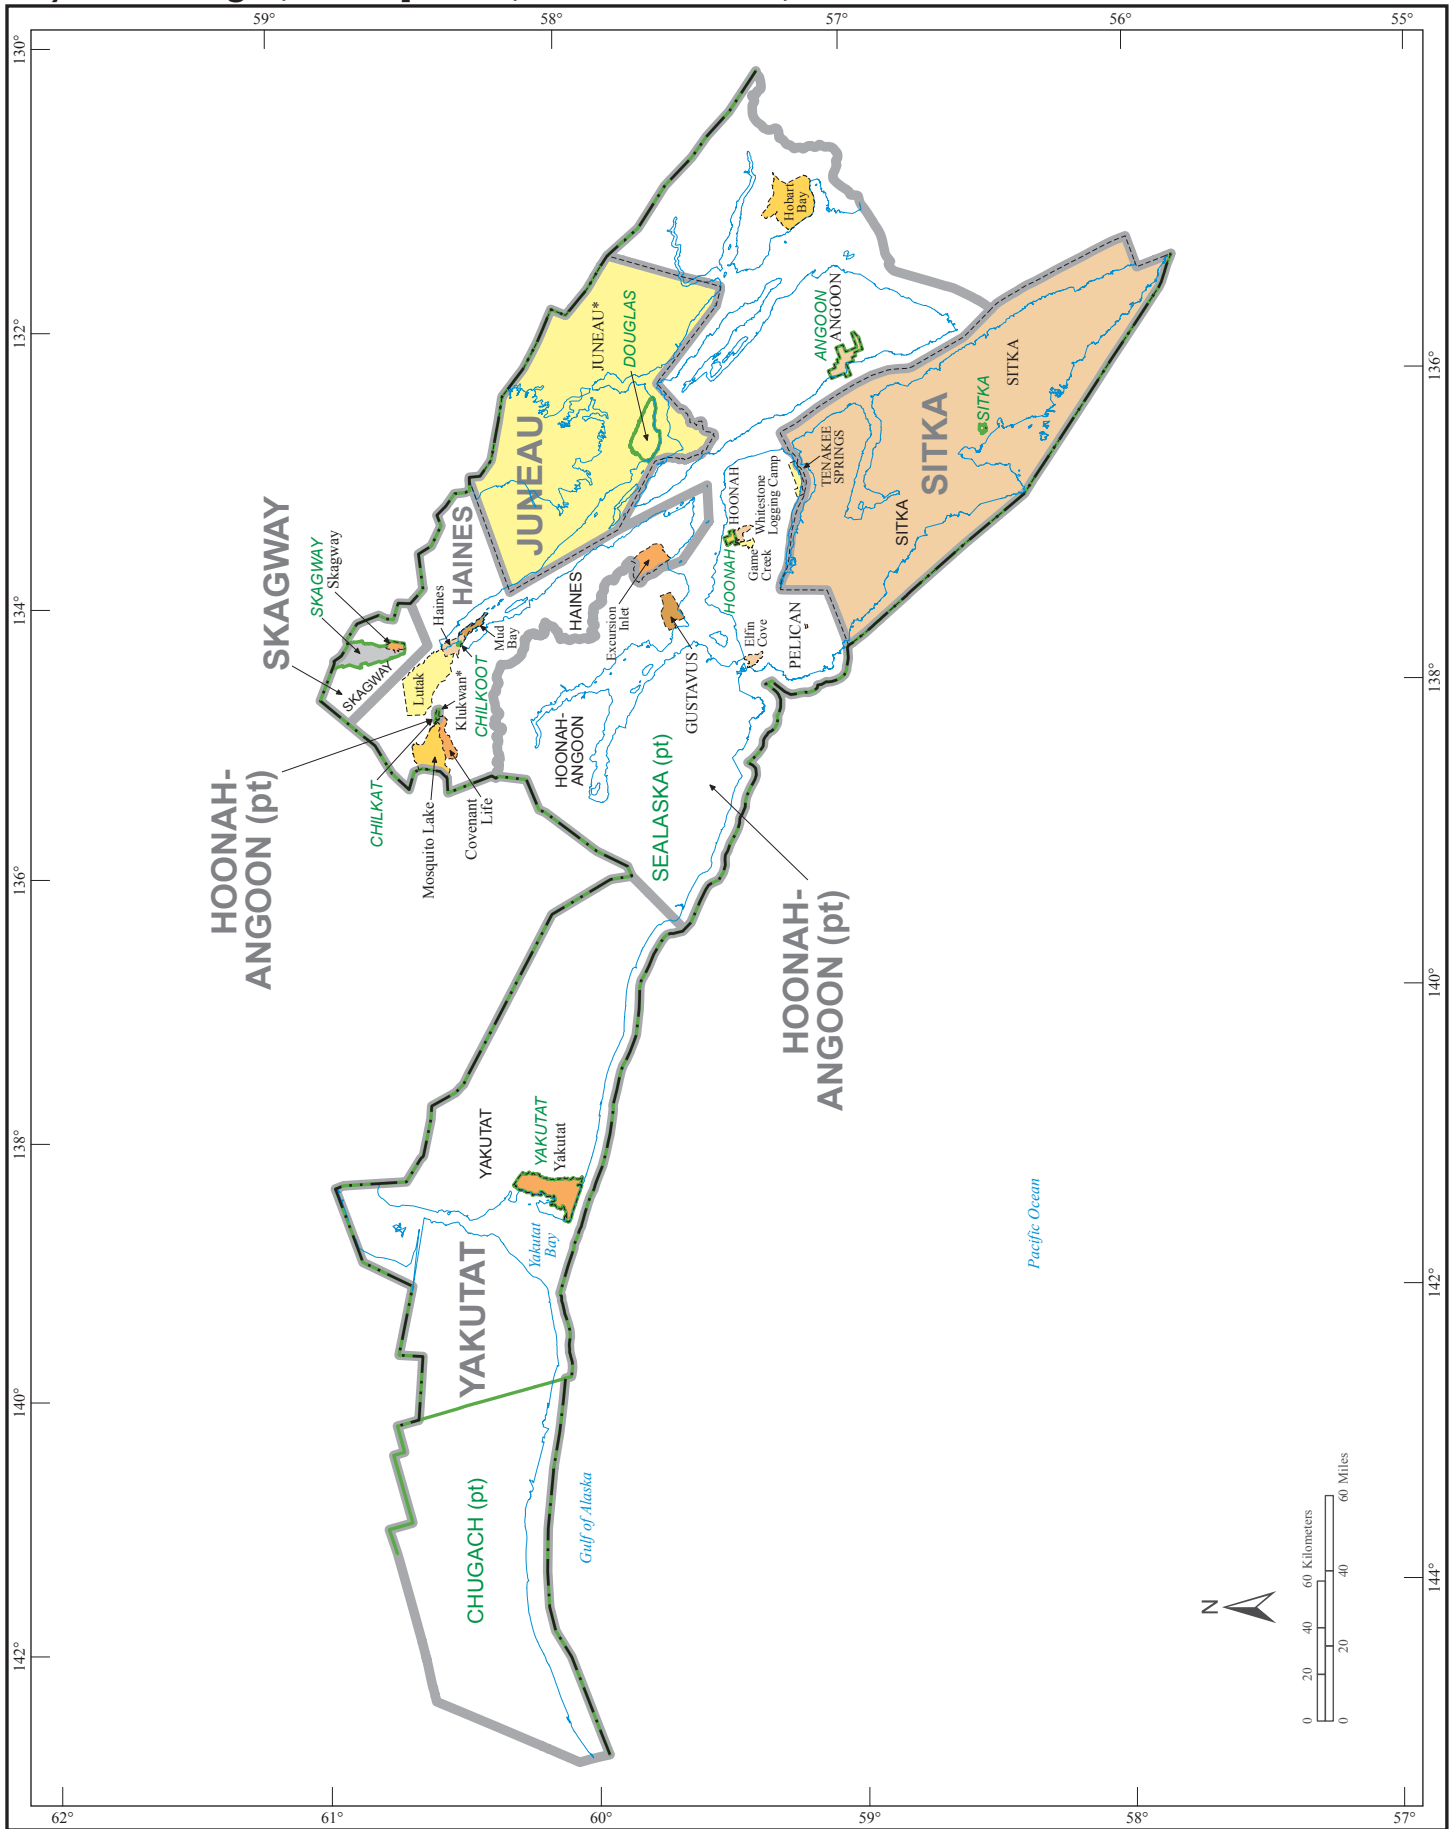 59°
58°
57°
56°
55°
130°
132°
134°
136°
138°
140°
142°
62°
61°
60°
59°
58°
57°
136°
138°
140°
142°
144°
SKAGWAY
SKAGWAY
Skagway
SKAGWAY
HAINES
Haines
HAINES
JUNEAU
JUNEAU*
DOUGLAS
Hobart
Bay
ANGOON
ANGOON
SITKA
SITKA
SITKA
SITKA
TENAKEE
SPRINGS
HOONAH
HOONAH
Whitestone
Logging Camp
Game
Creek
Elfin
Cove
PELICAN
GUSTAVUS
Excursion
Inlet
Mud
Bay
Lutak
Klukwan*
CHILKOOT
CHILKAT
Mosquito Lake
Covenant
Life
HOONAH-
ANGOON (pt)
HOONAH-
ANGOON
SEALASKA (pt)
HOONAH-
ANGOON (pt)
YAKUTAT
YAKUTAT
Yakutat
YAKUTAT
Yakutat
Bay
CHUGACH (pt)
Gulf of Alaska
Pacific Ocean
N
0 20 40 60 Kilometers
0 20 40 60 Miles